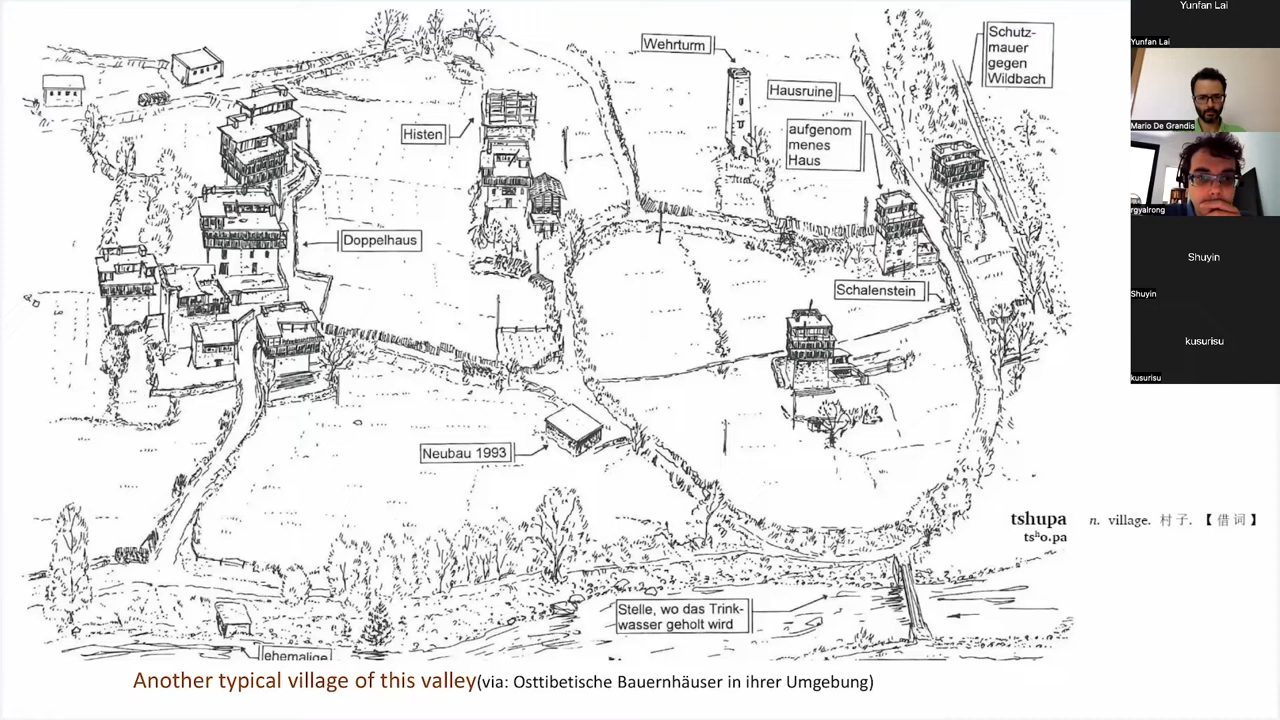 Wehrturm
Schutz-
mauer
gegen
Wildbach
Hausruine
aufgenom
menes
Haus
Histen
Doppelhaus
Schalenstein
Neubau 1993
Stelle, wo das Trink-
wasser geholt wird
ehemalige
tshupa n. village. 村子. 【借词】
tsʰo.pa
Another typical village of this valley(via: Osttibetische Bauernhäuser in ihrer Umgebung)
Yunfan Lai
Yunfan Lai
Mario De Grandis
rgyalrong
Shuyin
Shuyin
kusurisu
kusurisu